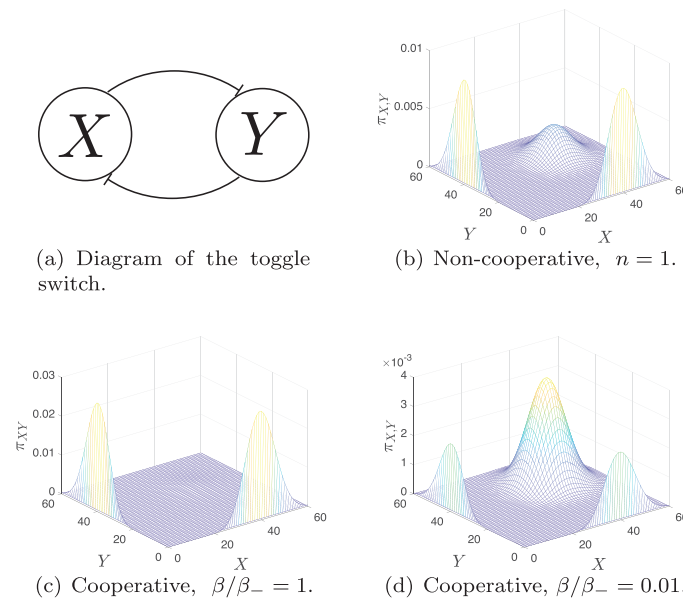 X
Y
(a) Diagram of the toggle
switch.
0.01
0.005
0
π_{X,Y}
60
40
20
0
Y
0
20
40
60
X
(b) Non-cooperative, n = 1.
0.03
0.02
0.01
0
π_{XY}
60
40
20
0
Y
0
20
40
60
X
(c) Cooperative, β/β_− = 1.
×10^{-3}
4
3
2
1
0
π_{X,Y}
60
40
20
0
Y
0
20
40
60
X
(d) Cooperative, β/β_− = 0.01.